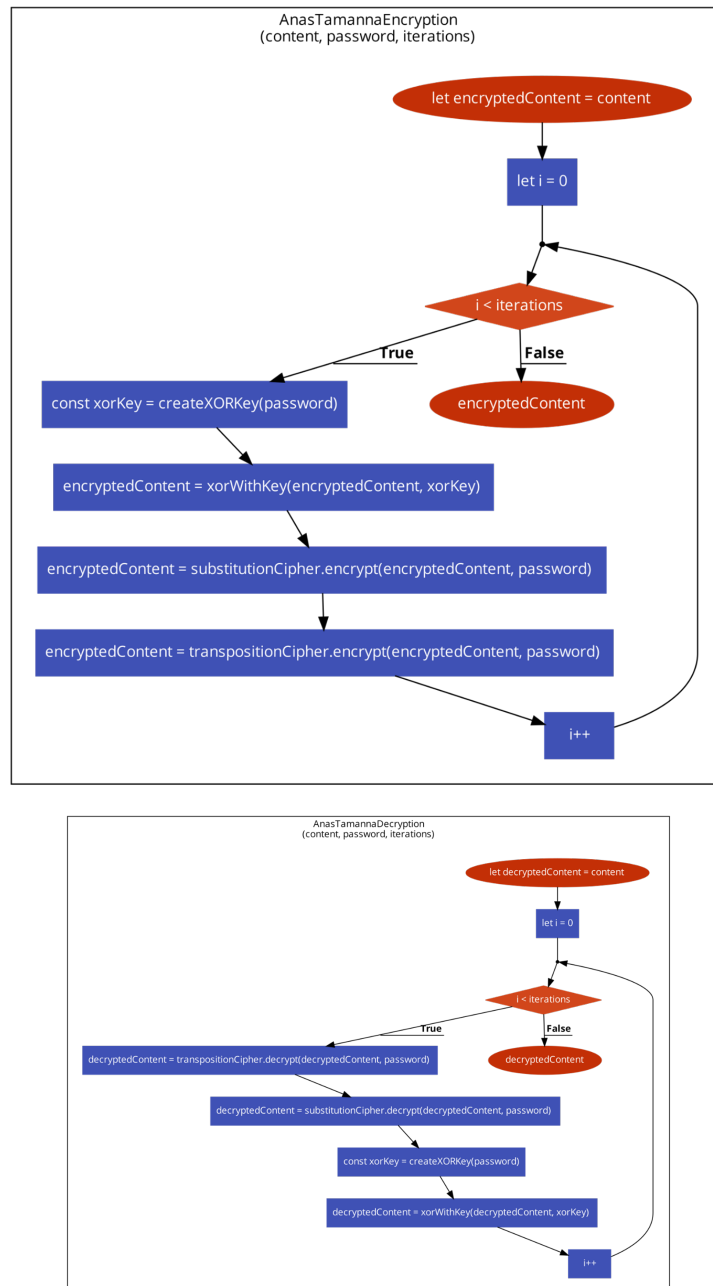 AnasTamannaEncryption
(content, password, iterations)
let encryptedContent = content
let i = 0
i < iterations
True
False
const xorKey = createXORKey(password)
encryptedContent
encryptedContent = xorWithKey(encryptedContent, xorKey)
encryptedContent = substitutionCipher.encrypt(encryptedContent, password)
encryptedContent = transpositionCipher.encrypt(encryptedContent, password)
i++
AnasTamannaDecryption
(content, password, iterations)
let decryptedContent = content
let i = 0
i < iterations
True
False
decryptedContent = transpositionCipher.decrypt(decryptedContent, password)
decryptedContent
decryptedContent = substitutionCipher.decrypt(decryptedContent, password)
const xorKey = createXORKey(password)
decryptedContent = xorWithKey(decryptedContent, xorKey)
i++